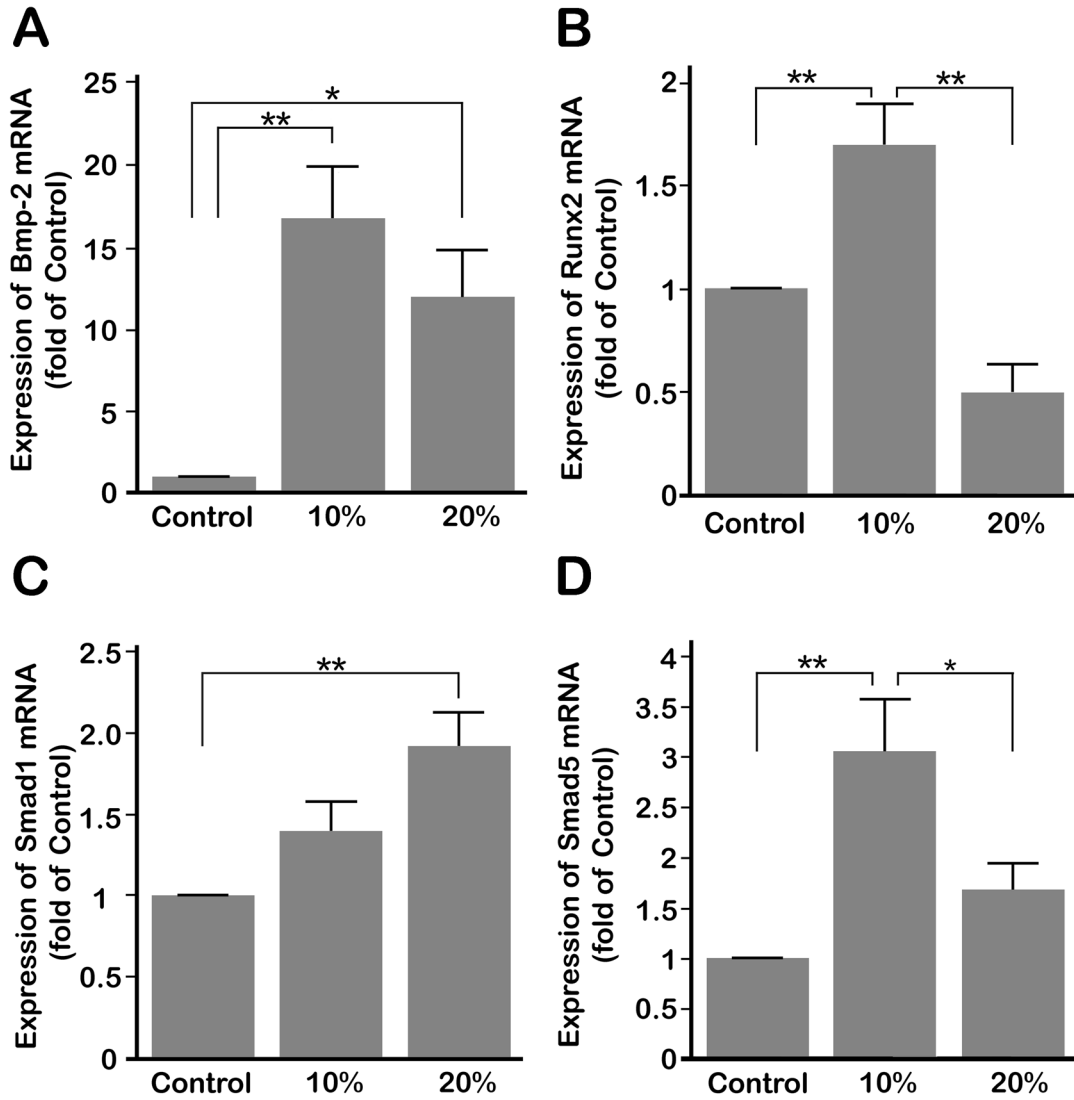 A
Expression of Bmp-2 mRNA
(fold of Control)
25
20
15
10
5
0
*
**
Control 10% 20%
B
Expression of Runx2 mRNA
(fold of Control)
2
1.5
1
0.5
0
** **
Control 10% 20%
C
Expression of Smad1 mRNA
(fold of Control)
2.5
2.0
1.5
1
0.5
0
**
Control 10% 20%
D
Expression of Smad5 mRNA
(fold of Control)
4
3.5
3
2.5
2
1.5
1
0.5
0
** *
Control 10% 20%